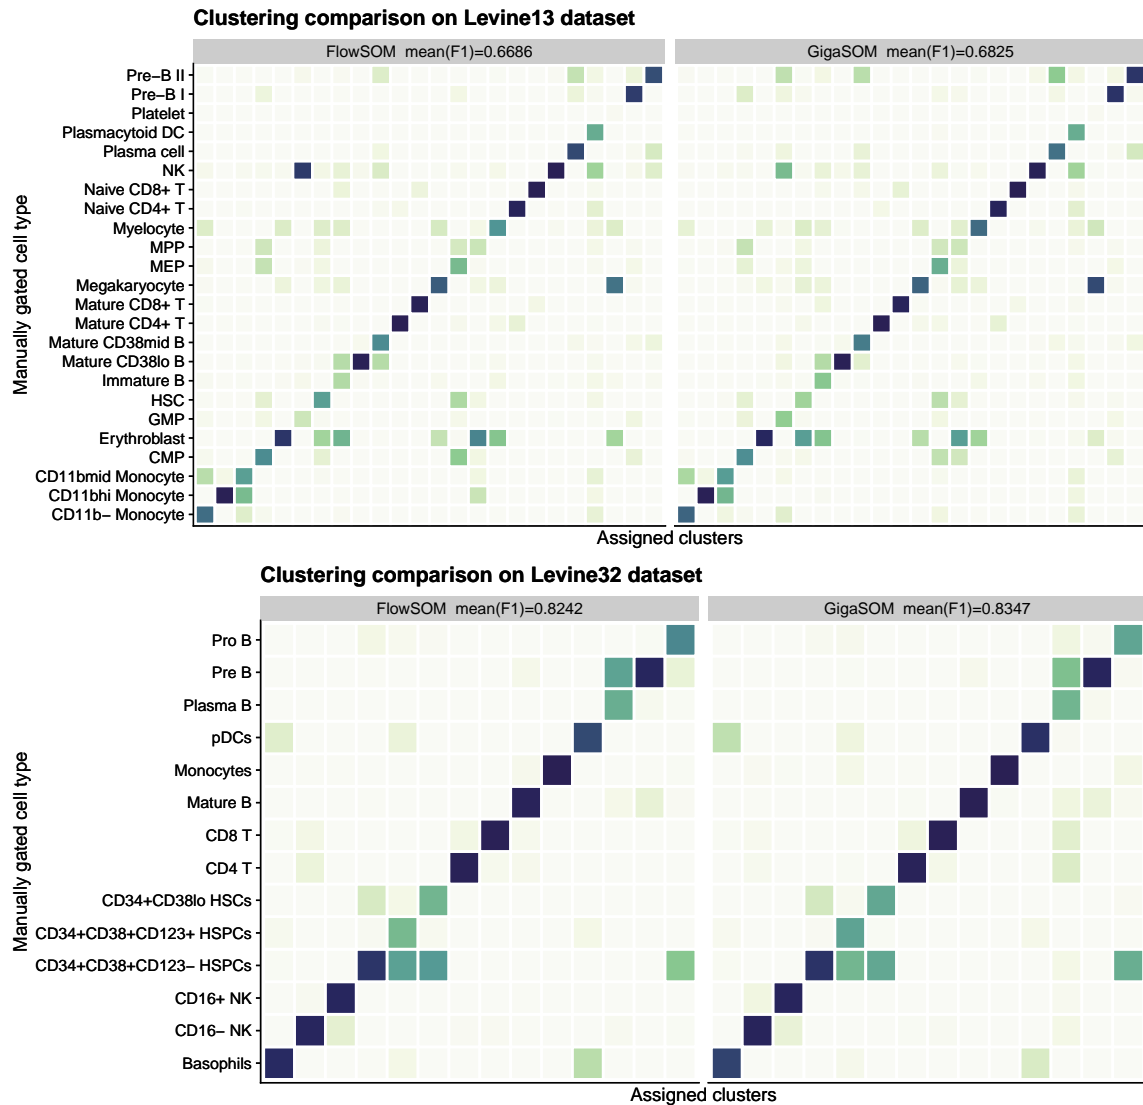 Clustering comparison on Levine13 dataset
FlowSOM mean(F1)=0.6686
GigaSOM mean(F1)=0.6825
Manually gated cell type
Pre−B II
Pre−B I
Platelet
Plasmacytoid DC
Plasma cell
NK
Naive CD8+ T
Naive CD4+ T
Myelocyte
MPP
MEP
Megakaryocyte
Mature CD8+ T
Mature CD4+ T
Mature CD38mid B
Mature CD38lo B
Immature B
HSC
GMP
Erythroblast
CMP
CD11bmid Monocyte
CD11bhi Monocyte
CD11b− Monocyte
Assigned clusters
Clustering comparison on Levine32 dataset
FlowSOM mean(F1)=0.8242
GigaSOM mean(F1)=0.8347
Manually gated cell type
Pro B
Pre B
Plasma B
pDCs
Monocytes
Mature B
CD8 T
CD4 T
CD34+CD38lo HSCs
CD34+CD38+CD123+ HSPCs
CD34+CD38+CD123− HSPCs
CD16+ NK
CD16− NK
Basophils
Assigned clusters